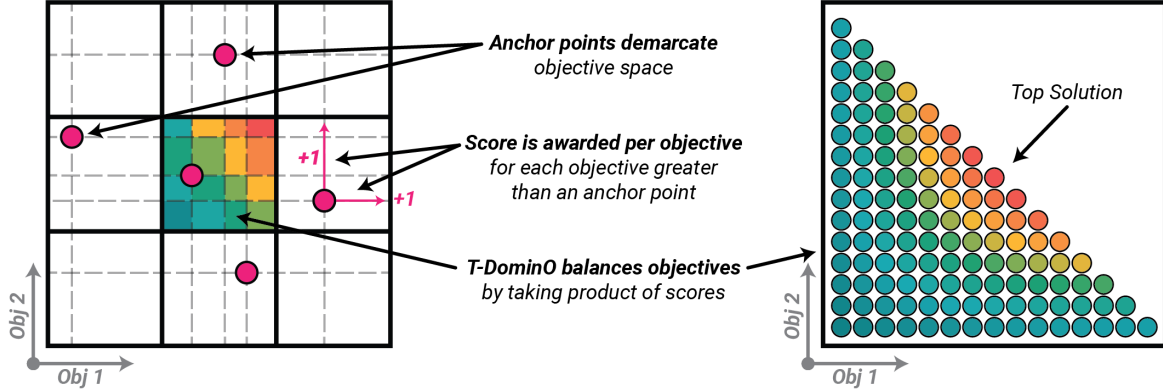 Anchor points demarcate
objective space
Score is awarded per objective
for each objective greater
than an anchor point
+1
+1
T-DominO balances objectives
by taking product of scores
Obj 2
Obj 1
Top Solution
Obj 2
Obj 1